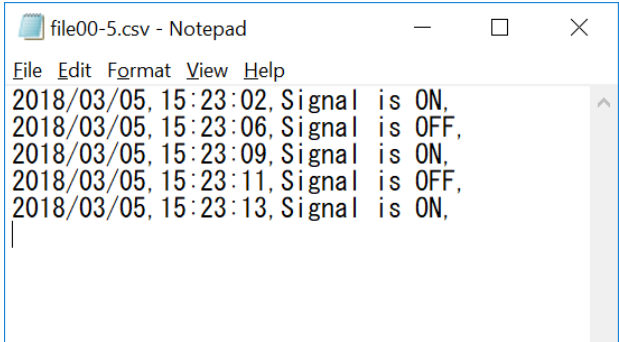 file00-5.csv - Notepad
File Edit Format View Help
2018/03/05,15:23:02,Signal is ON,
2018/03/05,15:23:06,Signal is OFF,
2018/03/05,15:23:09,Signal is ON,
2018/03/05,15:23:11,Signal is OFF,
2018/03/05,15:23:13,Signal is ON,